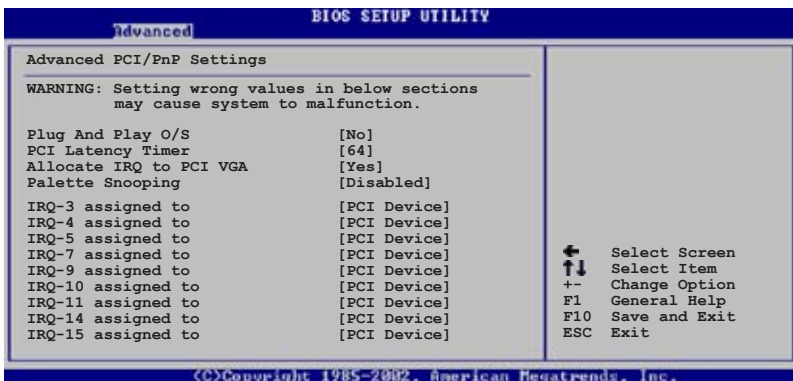 BIOS SETUP UTILITY
Advanced
Advanced PCI/PnP Settings
WARNING: Setting wrong values in below sections
may cause system to malfunction.
Plug And Play O/S [No]
PCI Latency Timer [64]
Allocate IRQ to PCI VGA [Yes]
Palette Snooping [Disabled]
IRQ-3 assigned to [PCI Device]
IRQ-4 assigned to [PCI Device]
IRQ-5 assigned to [PCI Device]
IRQ-7 assigned to [PCI Device]
IRQ-9 assigned to [PCI Device]
IRQ-10 assigned to [PCI Device]
IRQ-11 assigned to [PCI Device]
IRQ-14 assigned to [PCI Device]
IRQ-15 assigned to [PCI Device]
← Select Screen
↑↓ Select Item
+- Change Option
F1 General Help
F10 Save and Exit
ESC Exit
(C)Copyright 1985-2002, American Megatrends, Inc.